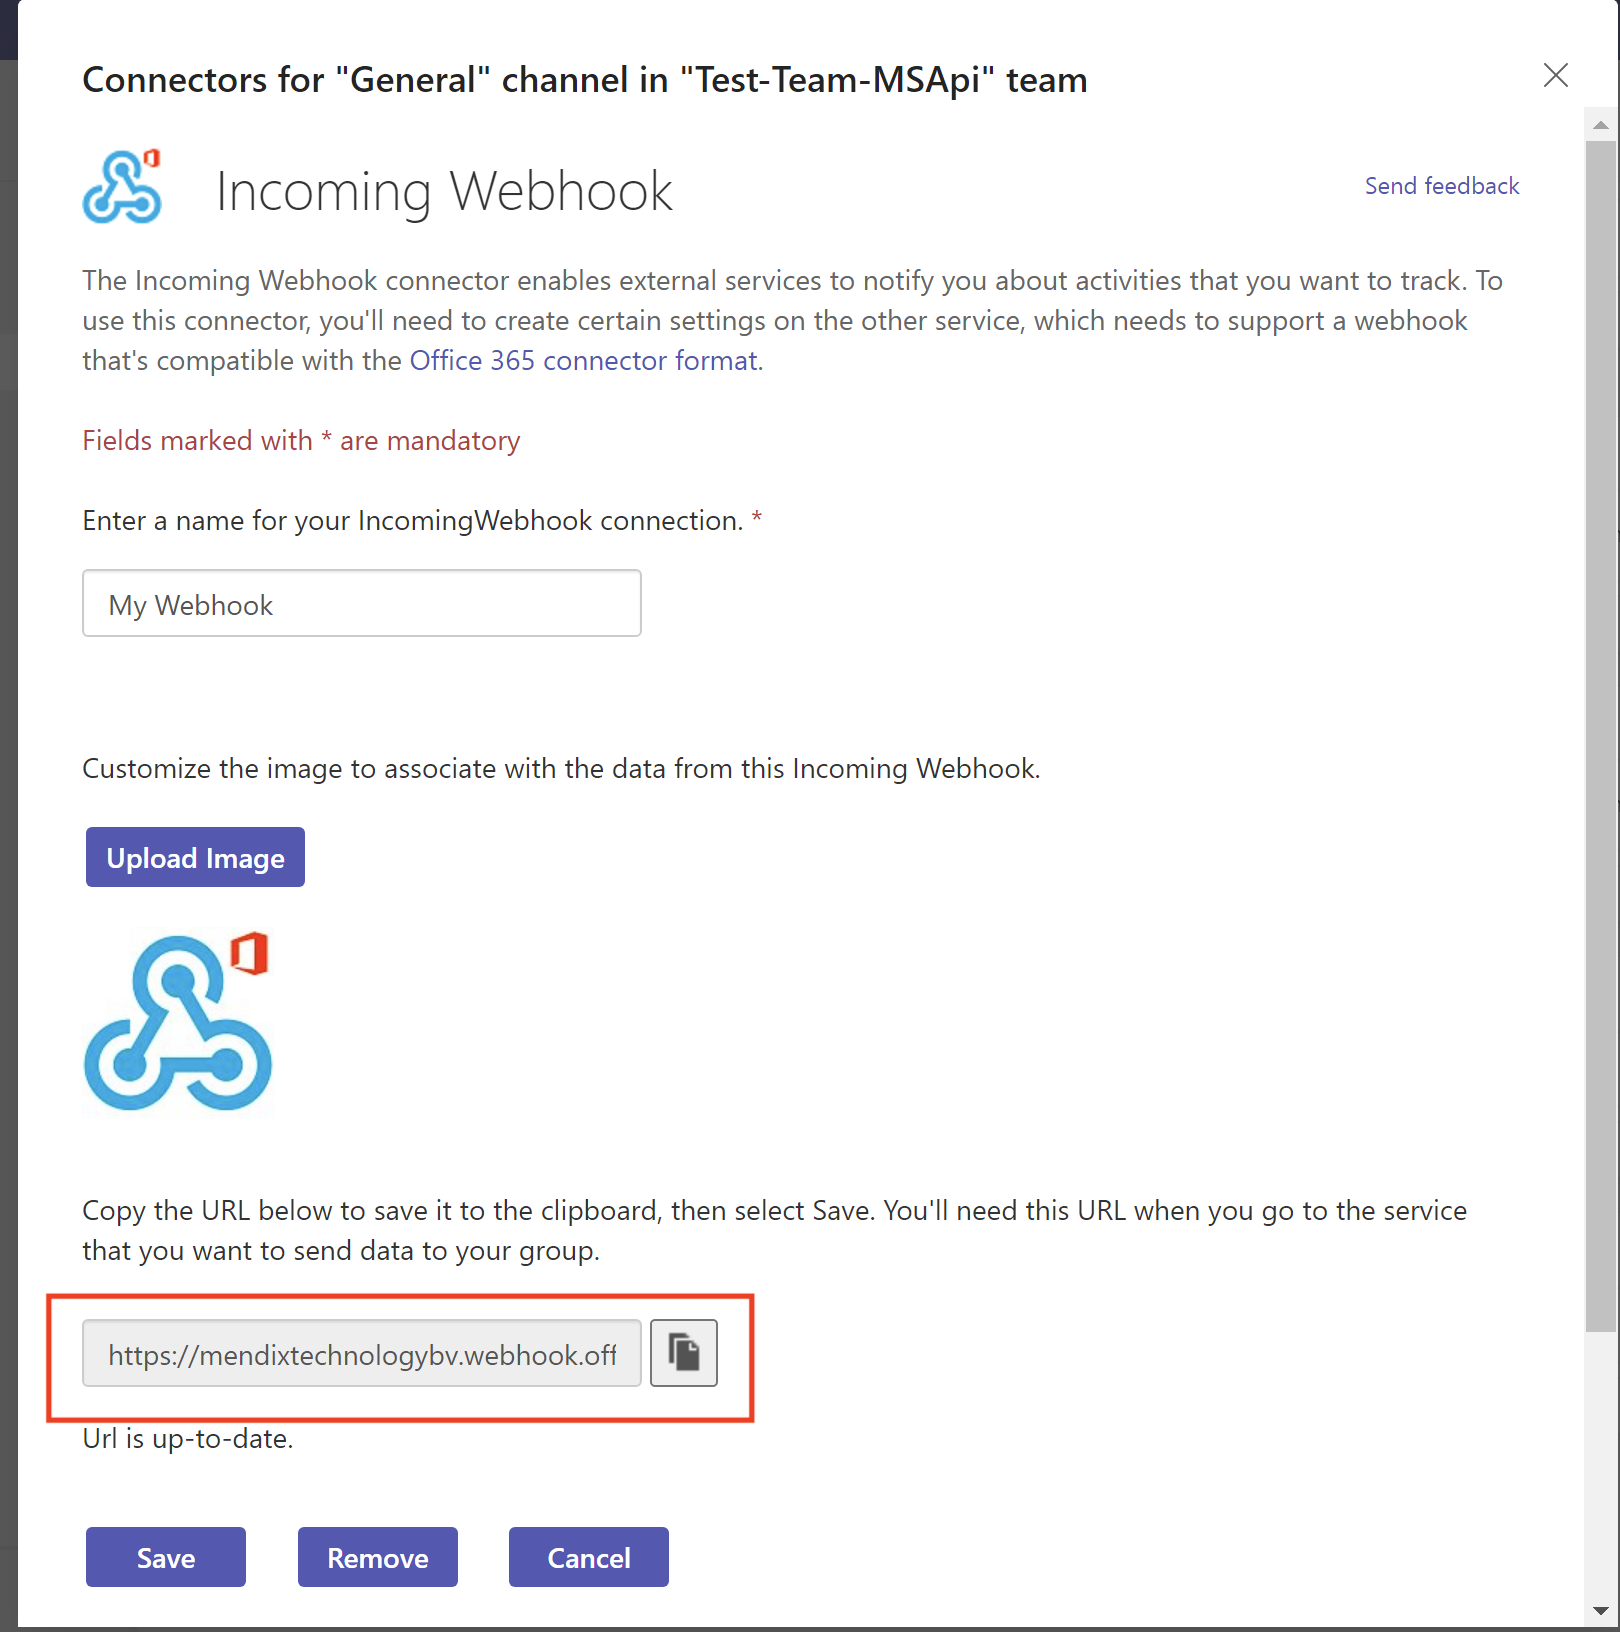 Connectors for "General" channel in "Test-Team-MSApi" team
Incoming Webhook
Send feedback
The Incoming Webhook connector enables external services to notify you about activities that you want to track. To
use this connector, you'll need to create certain settings on the other service, which needs to support a webhook
that's compatible with the Office 365 connector format.
Fields marked with * are mandatory
Enter a name for your IncomingWebhook connection. *
My Webhook
Customize the image to associate with the data from this Incoming Webhook.
Upload Image
Copy the URL below to save it to the clipboard, then select Save. You'll need this URL when you go to the service
that you want to send data to your group.
https://mendixtechnologybv.webhook.off
Url is up-to-date.
Save
Remove
Cancel